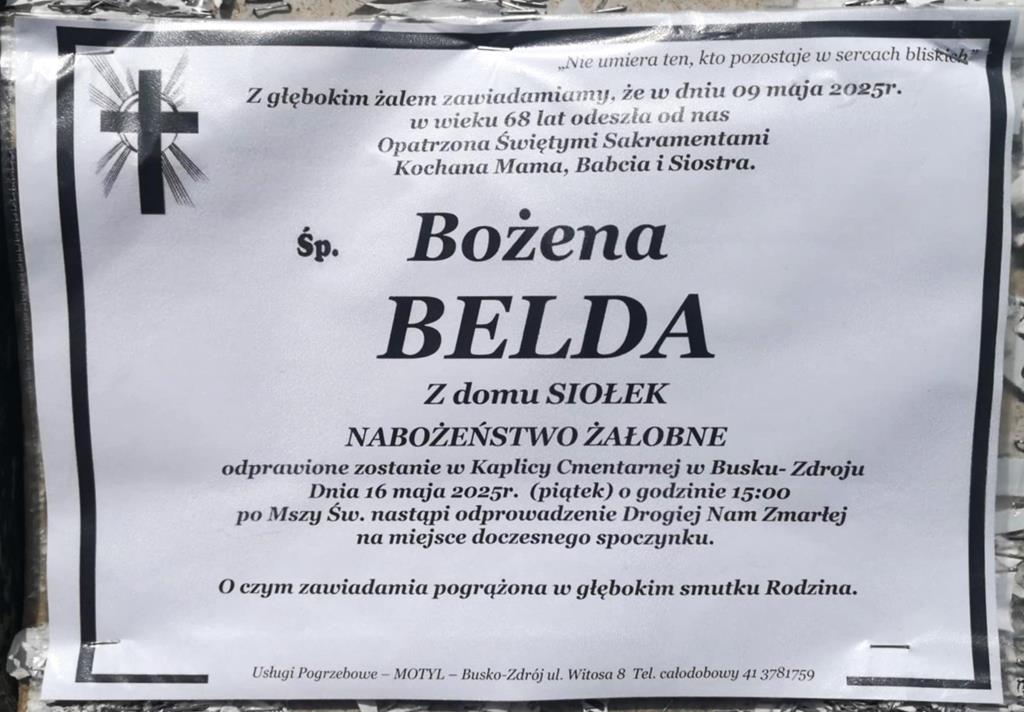 „Nie umiera ten, kto pozostaje w sercach bliskich”
Z głębokim żalem zawiadamiamy, że w dniu 09 maja 2025r.
w wieku 68 lat odeszła od nas
Opatrzona Świętymi Sakramentami
Kochana Mama, Babcia i Siostra.
Śp. Bożena
BELDA
Z domu SIOŁEK
NABOŻEŃSTWO ŻAŁOBNE
odprawione zostanie w Kaplicy Cmentarnej w Busku- Zdroju
Dnia 16 maja 2025r. (piątek) o godzinie 15:00
po Mszy Św. nastąpi odprowadzenie Drogiej Nam Zmarłej
na miejsce doczesnego spoczynku.
O czym zawiadamia pogrążona w głębokim smutku Rodzina.
Usługi Pogrzebowe – MOTYL – Busko-Zdrój ul. Witosa 8 Tel. całodobowy 41 3781759